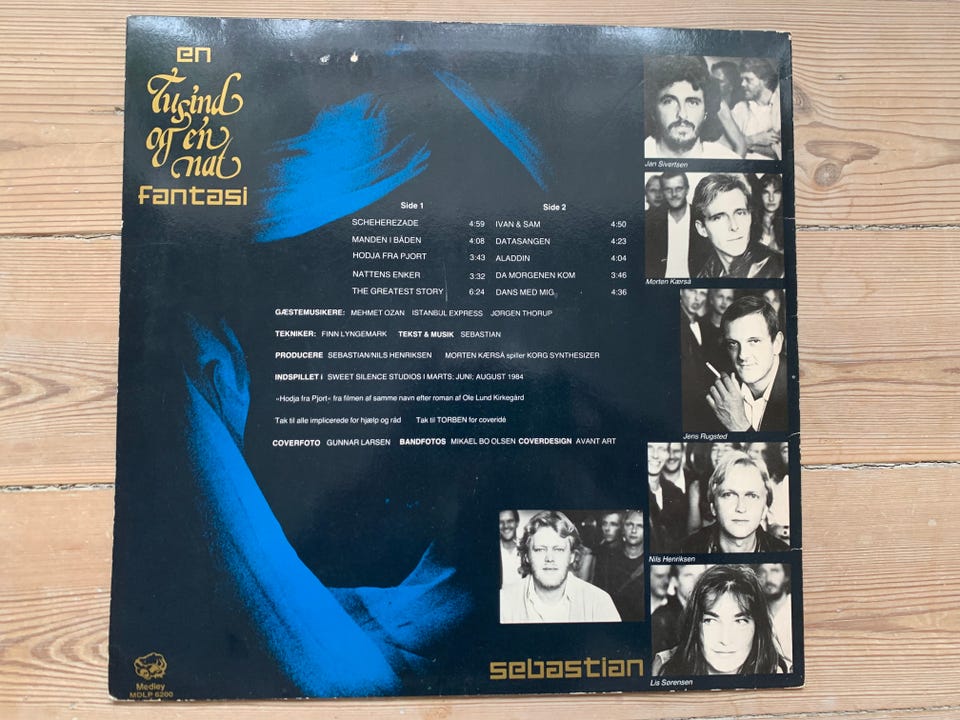 en
Tusind
og én
nat
fantasi
Side 1
SCHEHEREZADE 4:59
MANDEN I BÅDEN 4:08
HODJA FRA PJORT 3:43
NATTENS ENKER 3:32
THE GREATEST STORY 6:24
Side 2
IVAN & SAM 4:50
DATASANGEN 4:23
ALADDIN 4:04
DA MORGENEN KOM 3:46
DANS MED MIG 4:36
GÆSTEMUSIKERE: MEHMET OZAN ISTANBUL EXPRESS JØRGEN THORUP
TEKNIKER: FINN LYNGEMARK TEKST & MUSIK SEBASTIAN
PRODUCERE SEBASTIAN/NILS HENRIKSEN MORTEN KÆRSÅ spiller KORG SYNTHESIZER
INDSPILLET i SWEET SILENCE STUDIOS I MARTS; JUNI; AUGUST 1984
»Hodja fra Pjort« fra filmen af samme navn efter roman af Ole Lund Kirkegård
Tak til alle implicerede for hjælp og råd Tak til TORBEN for coveridé
COVERFOTO GUNNAR LARSEN BANDFOTOS MIKAEL BO OLSEN COVERDESIGN AVANT ART
Jan Sivertsen
Morten Kærså
Jens Rugsted
Nils Henriksen
Lis Sørensen
sebastian
Medley
MDLP 6200